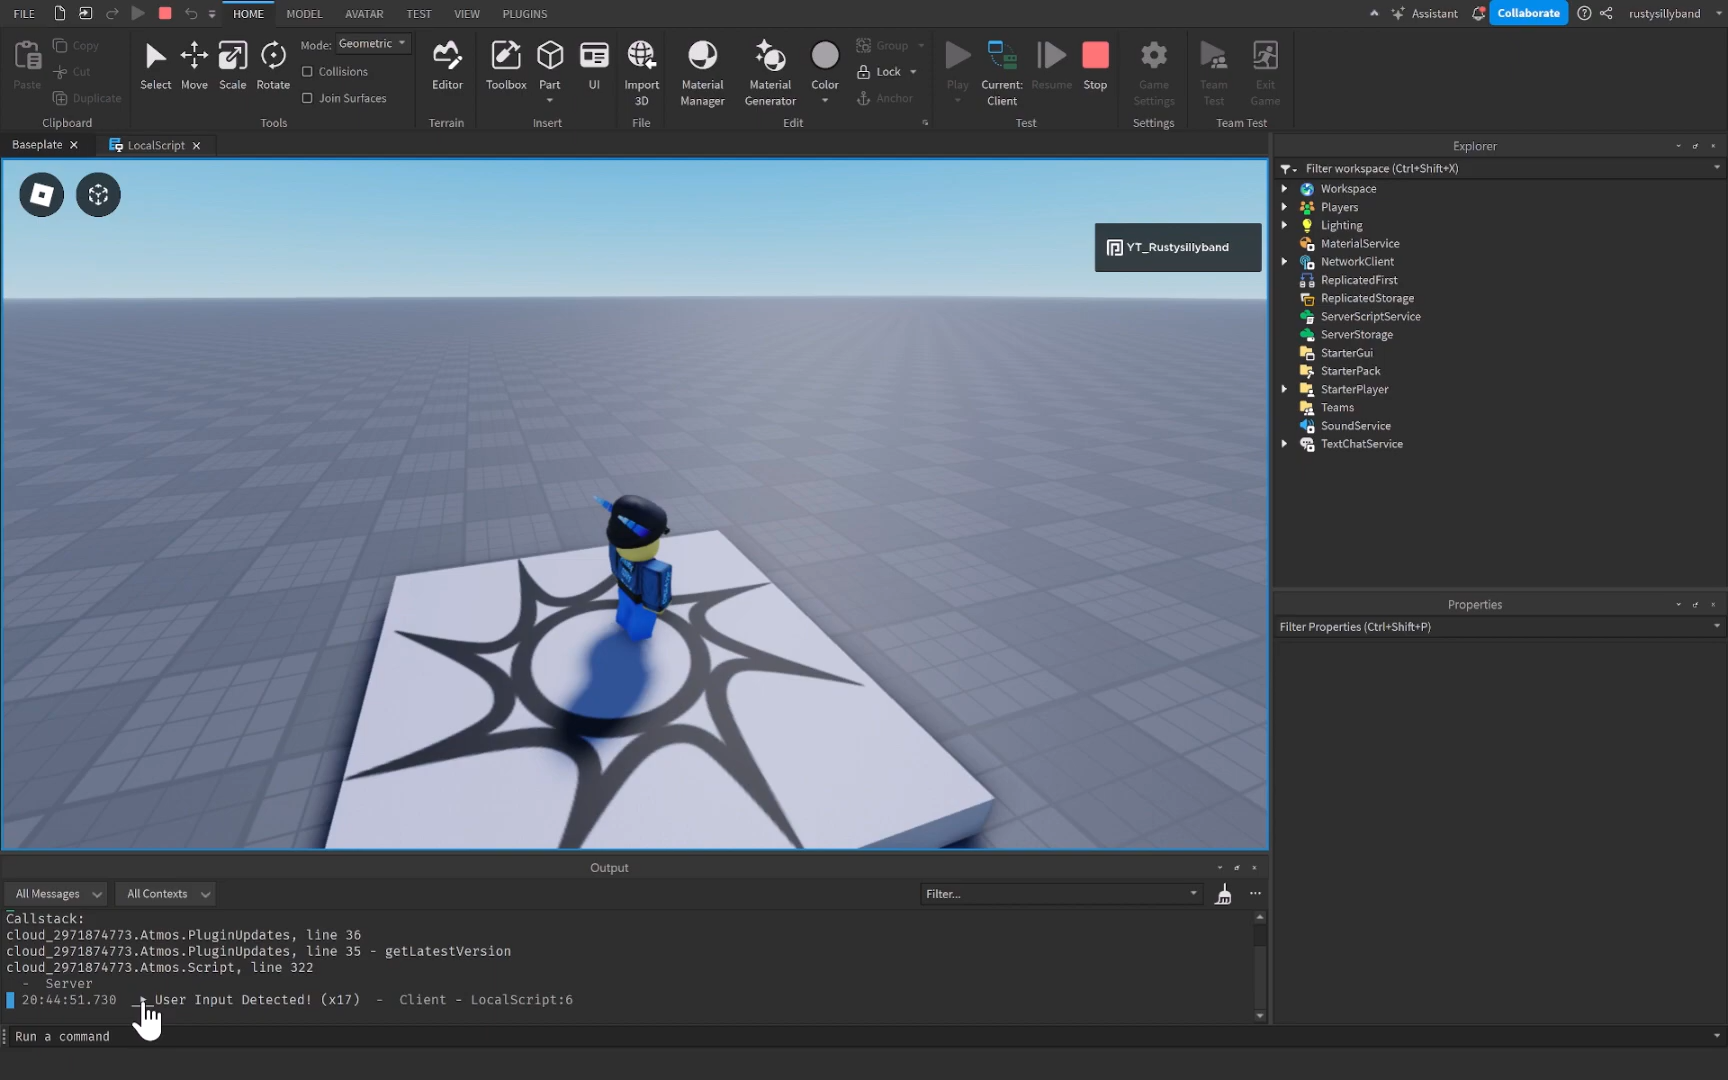 FILE HOME MODEL AVATAR TEST VIEW PLUGINS Assistant Collaborate rustysillyband
Copy
Cut
Paste Duplicate
Clipboard
Mode: Geometric
Select Move Scale Rotate Collisions
Join Surfaces
Tools
Editor
Terrain
Toolbox Part UI
Insert
Import
3D
File
Material
Manager
Material
Generator
Color
Group
Lock
Anchor
Edit
Play Current:
Client
Resume Stop
Test
Game
Settings
Settings
Team
Test
Exit
Game
Team Test
Baseplate LocalScript
YT_Rustysillyband
Explorer
Filter workspace (Ctrl+Shift+X)
Workspace
Players
Lighting
MaterialService
NetworkClient
ReplicatedFirst
ReplicatedStorage
ServerScriptService
ServerStorage
StarterGui
StarterPack
StarterPlayer
Teams
SoundService
TextChatService
Properties
Filter Properties (Ctrl+Shift+P)
Output
All Messages All Contexts Filter...
Callstack:
cloud_2971874773.Atmos.PluginUpdates, line 36
cloud_2971874773.Atmos.PluginUpdates, line 35 - getLatestVersion
cloud_2971874773.Atmos.Script, line 322
- Server
20:44:51.730 User Input Detected! (x17) - Client - LocalScript:6
Run a command